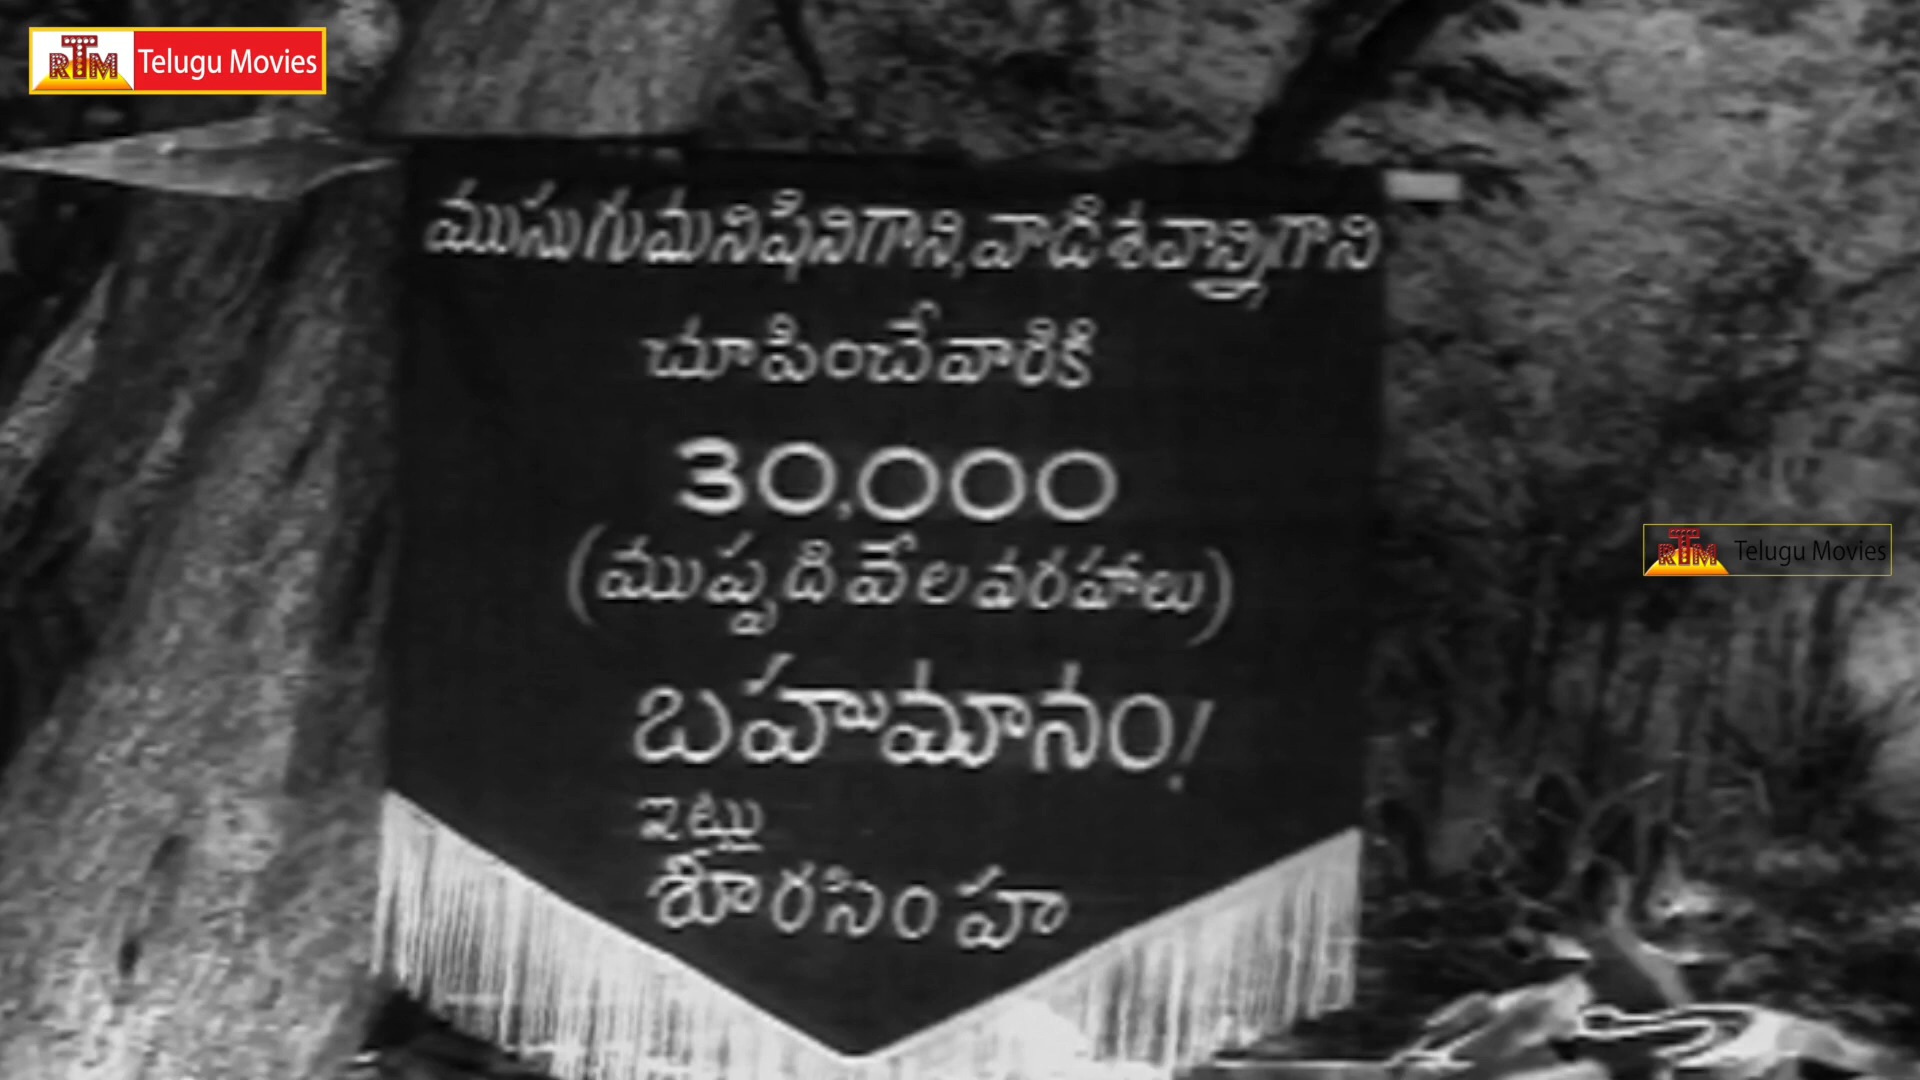 RTM Telugu Movies
ముసుగుమనిషినిగాని, వాడిశవాన్నిగాని
చూపించేవారికి
30,000
(ముప్పది వేల వరహాలు)
బహుమానం!
ఇట్లు
శూరసింహ
RTM Telugu Movies